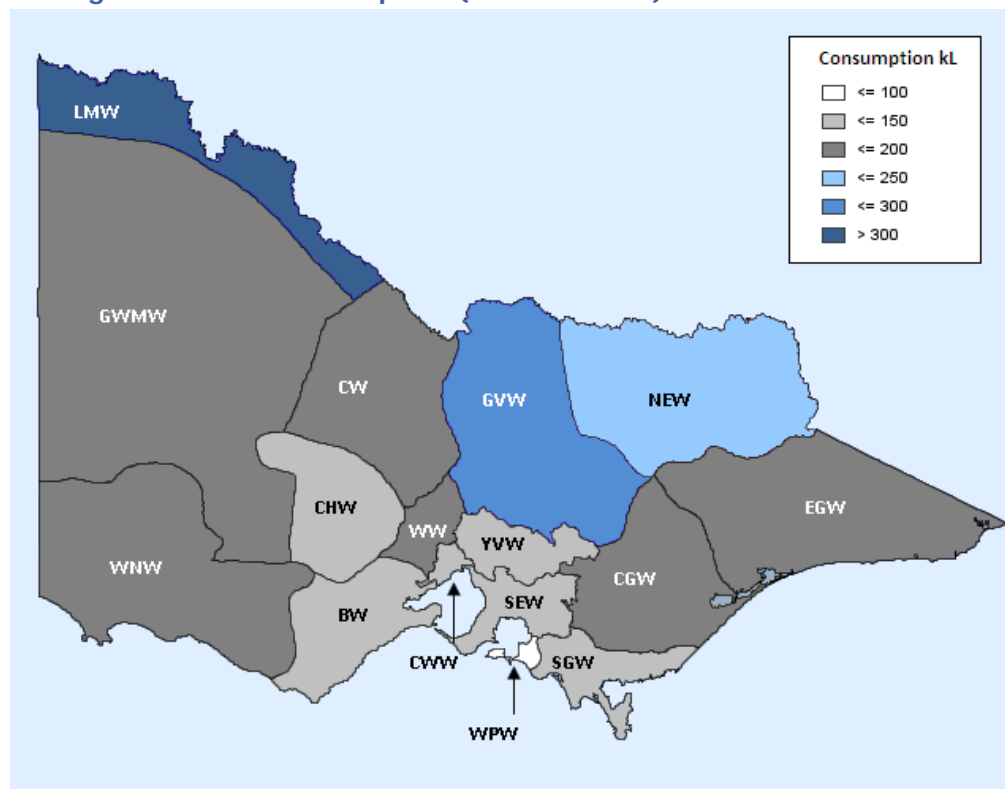 Consumption kL
<= 100
<= 150
<= 200
<= 250
<= 300
> 300
LMW
GWMW
CW
GVW
NEW
CHW
WW
YVW
EGW
WNW
CGW
BW
SEW
CWW
SGW
WPW